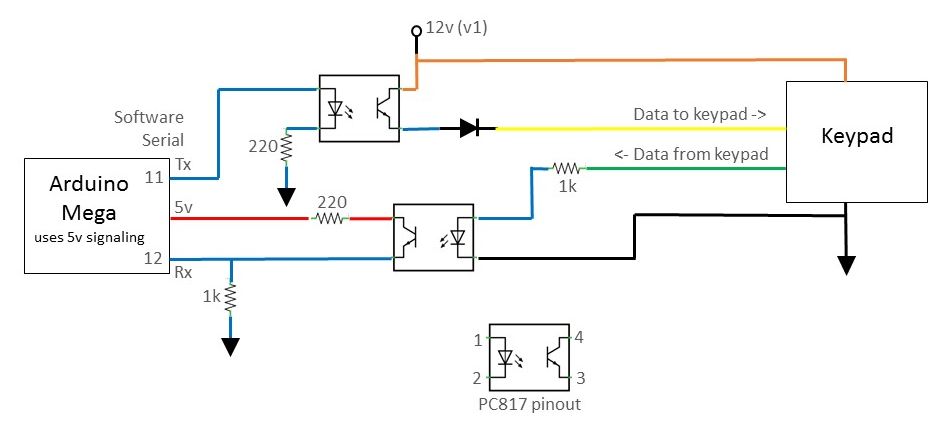 12v (v1)
Software
Serial
Data to keypad ->
Keypad
220
<- Data from keypad
Tx
11
1k
Arduino
Mega
uses 5v signaling
5v
220
12
Rx
1k
1
4
2
3
PC817 pinout